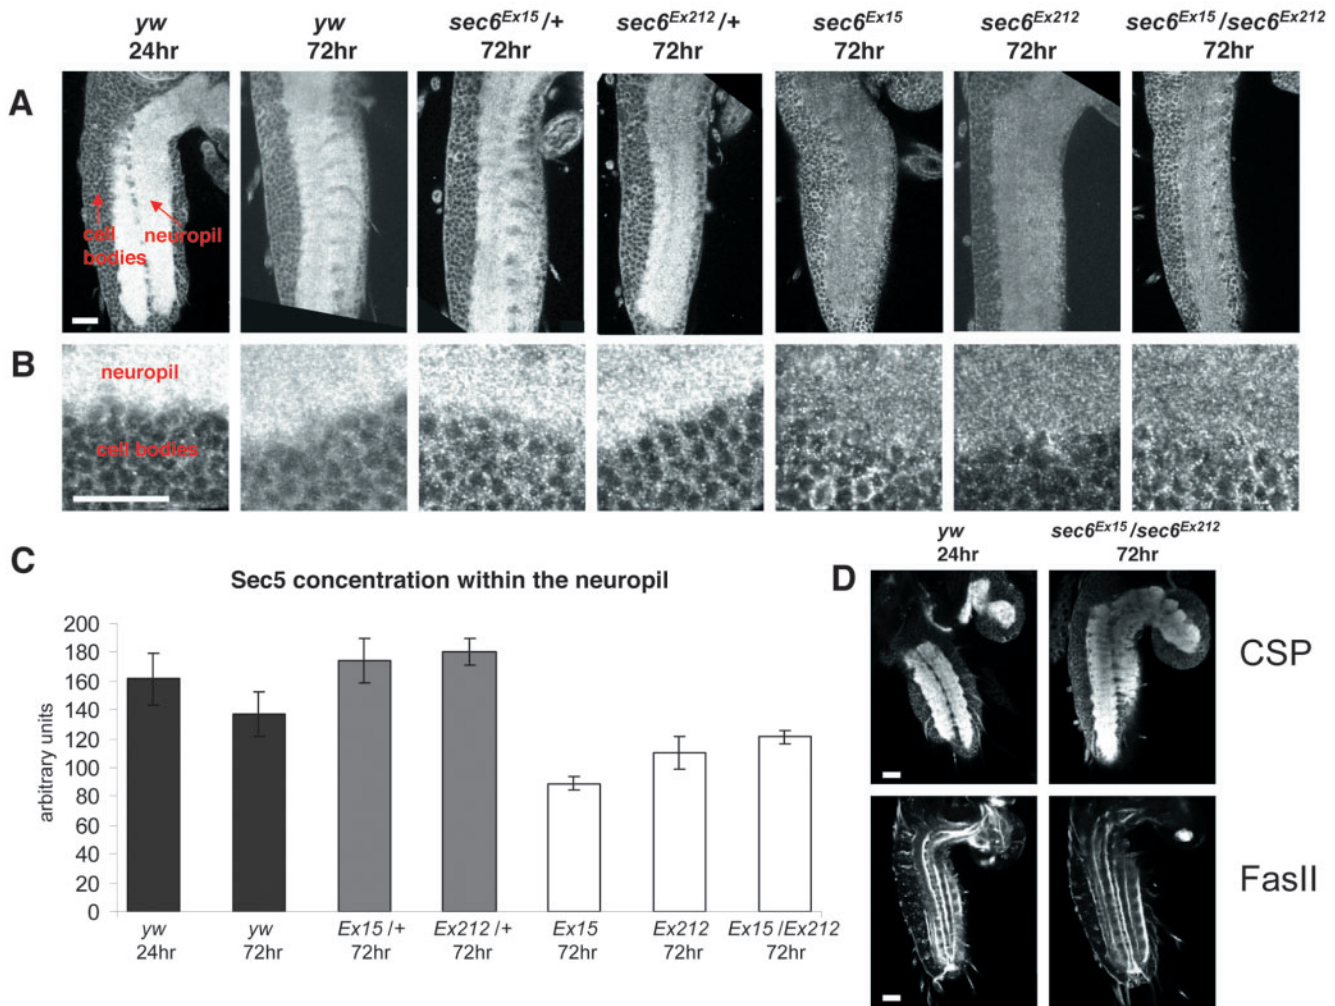 yw yw sec6Ex15/+ sec6Ex212/+ sec6Ex15 sec6Ex212 sec6Ex15/sec6Ex212
24hr 72hr 72hr 72hr 72hr 72hr 72hr
A
cell bodies
neuropil
B
neuropil
cell bodies
C
Sec5 concentration within the neuropil
arbitrary units
200
180
160
140
120
100
80
60
40
20
0
yw yw Ex15 /+ Ex212 /+ Ex15 Ex212 Ex15 /Ex212
24hr 72hr 72hr 72hr 72hr 72hr 72hr
D
yw sec6Ex15/sec6Ex212
24hr 72hr
CSP
FasII